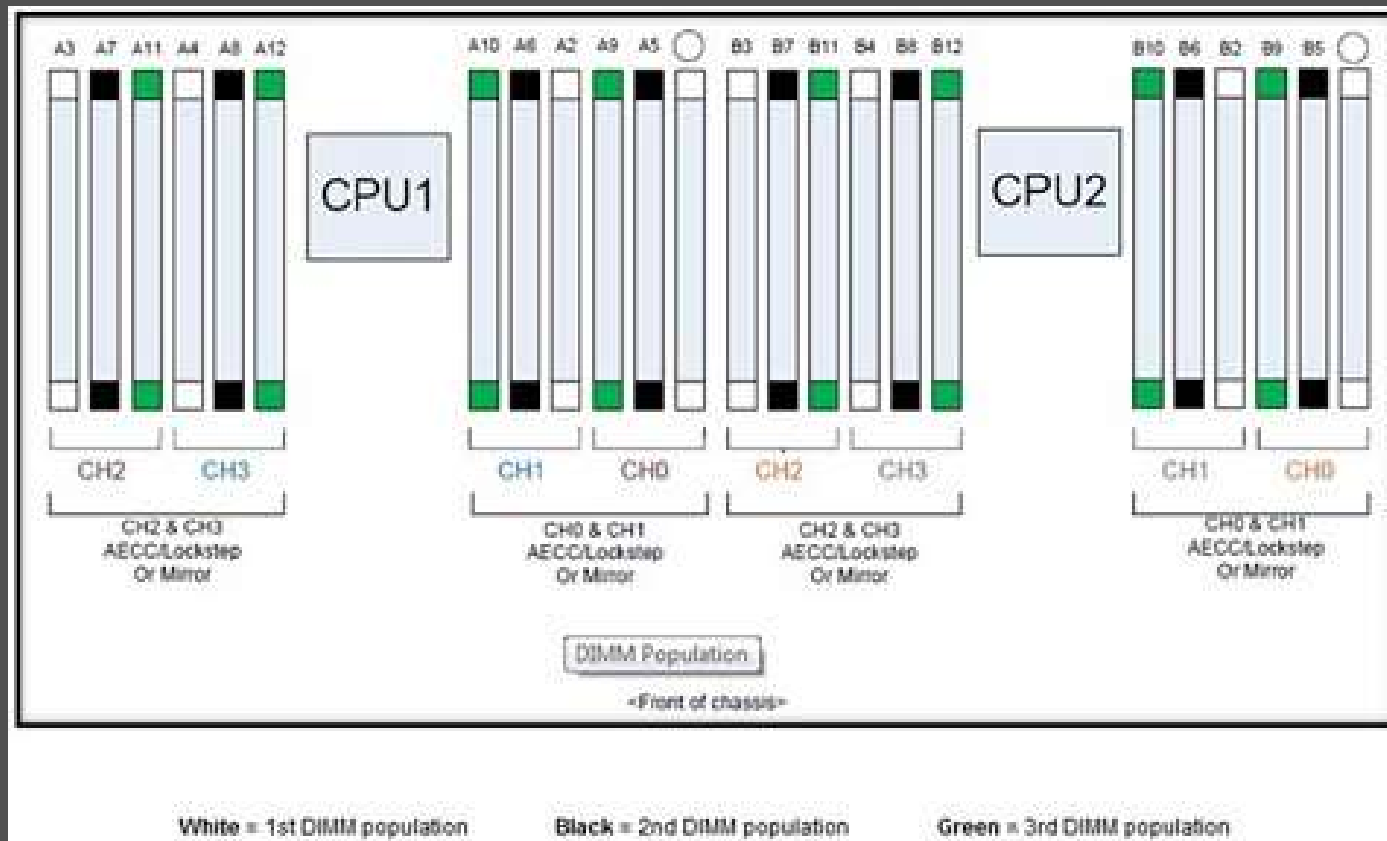 A3 A7 A11 A4 A8 A12 A10 A6 A2 A9 A5 B3 B7 B11 B4 B8 B12 B10 B6 B2 B9 B5
CPU1 CPU2
CH2 CH3 CH1 CH0 CH2 CH3 CH1 CH0
CH2 & CH3
AECC/Lockstep
Or Mirror
CH0 & CH1
AECC/Lockstep
Or Mirror
CH2 & CH3
AECC/Lockstep
Or Mirror
CH0 & CH1
AECC/Lockstep
Or Mirror
DIMM Population
<Front of chassis>
White = 1st DIMM population Black = 2nd DIMM population Green = 3rd DIMM population